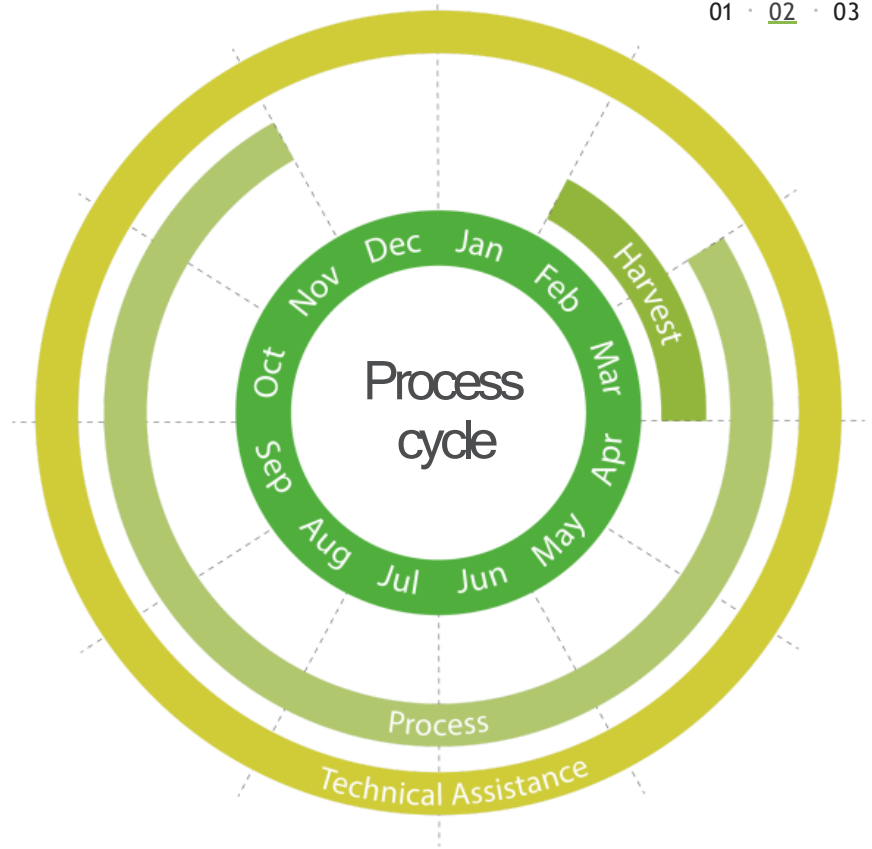 01 · 02 · 03
Process
cycle
Jan
Feb
Mar
Apr
May
Jun
Jul
Aug
Sep
Oct
Nov
Dec
Harvest
Process
Technical Assistance